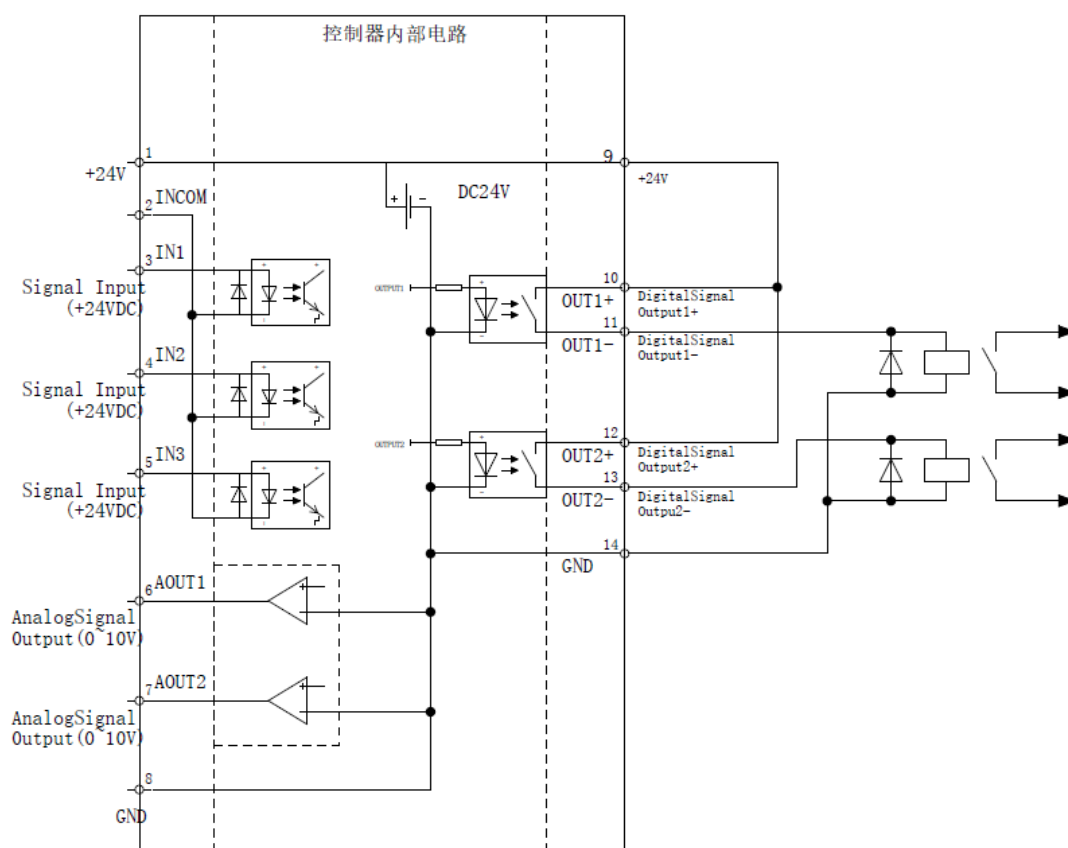 控制器内部电路
1
+24V
9
+24V
+
-
DC24V
INCOM
2
IN1
3
Signal Input
(+24VDC)
OUTPUT1
10
OUT1+
DigitalSignal
Output1+
11
OUT1-
DigitalSignal
Output1-
IN2
4
Signal Input
(+24VDC)
OUTPUT2
12
OUT2+
DigitalSignal
Output2+
13
OUT2-
DigitalSignal
Outpu2-
IN3
5
Signal Input
(+24VDC)
14
GND
6
AOUT1
AnalogSignal
Output(0~10V)
7
AOUT2
AnalogSignal
Output(0~10V)
8
GND